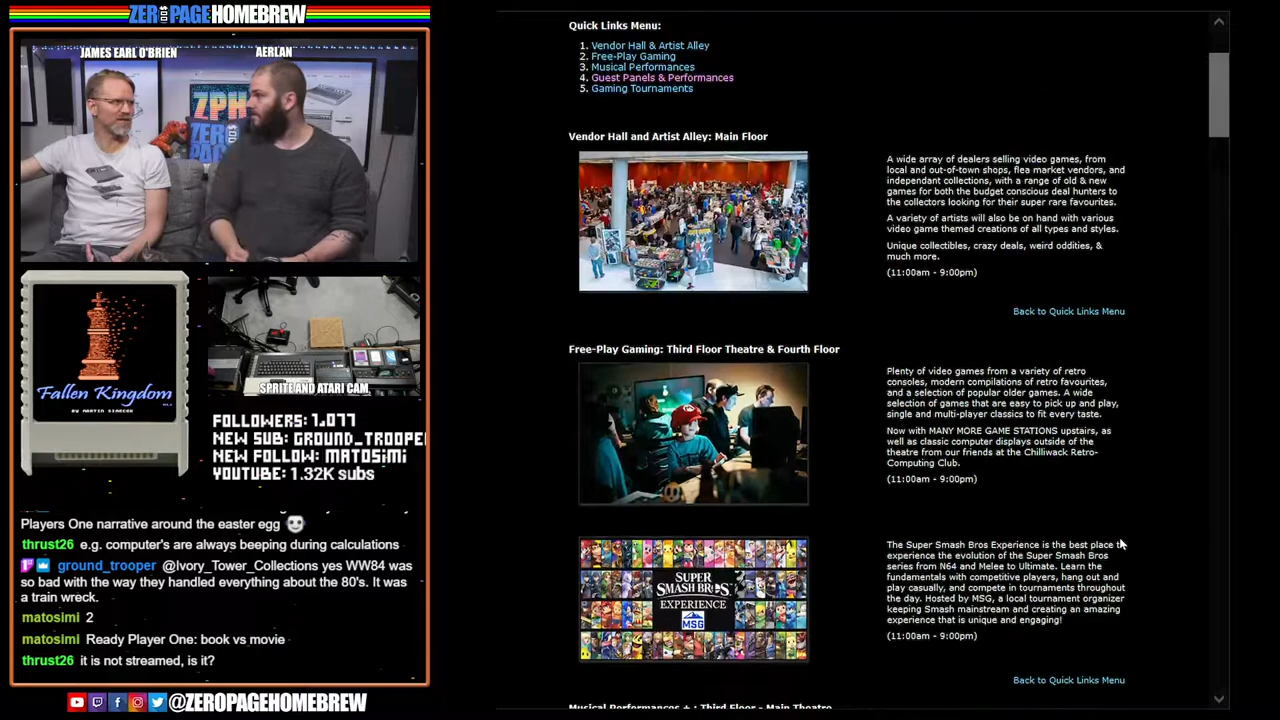 ZEROPAGEHOMEBREW
JAMES EARL O'BRIEN
AERLAN
ZPH
ZERO
Fallen Kingdom
BY MARTIN SIMECEK
SPRITE AND ATARI CAM
FOLLOWERS: 1,077
NEW SUB: GROUND_TROOPE
NEW FOLLOW: MATOSIMI
YOUTUBE: 1.32K subs
Players One narrative around the easter egg
thrust26 e.g. computer's are always beeping during calculations
ground_trooper @Ivory_Tower_Collections yes WW84 was
so bad with the way they handled everything about the 80's. It was
a train wreck.
matosimi 2
matosimi Ready Player One: book vs movie
thrust26 it is not streamed, is it?
@ZEROPAGEHOMEBREW
Quick Links Menu:
1. Vendor Hall & Artist Alley
2. Free-Play Gaming
3. Musical Performances
4. Guest Panels & Performances
5. Gaming Tournaments
Vendor Hall and Artist Alley: Main Floor
A wide array of dealers selling video games, from
local and out-of-town shops, flea market vendors, and
independant collections, with a range of old & new
games for both the budget conscious deal hunters to
the collectors looking for their super rare favourites.
A variety of artists will also be on hand with various
video game themed creations of all types and styles.
Unique collectibles, crazy deals, weird oddities, &
much more.
(11:00am - 9:00pm)
Back to Quick Links Menu
Free-Play Gaming: Third Floor Theatre & Fourth Floor
Plenty of video games from a variety of retro
consoles, modern compilations of retro favourites,
and a selection of popular older games. A wide
selection of games that are easy to pick up and play,
single and multi-player classics to fit every taste.
Now with MANY MORE GAME STATIONS upstairs, as
well as classic computer displays outside of the
theatre from our friends at the Chilliwack Retro-
Computing Club.
(11:00am - 9:00pm)
SUPER
SMASH BROS
EXPERIENCE
MSG
The Super Smash Bros Experience is the best place t
experience the evolution of the Super Smash Bros
series from N64 and Melee to Ultimate. Learn the
fundamentals with competitive players, hang out and
play casually, and compete in tournaments throughout
the day. Hosted by MSG, a local tournament organizer
keeping Smash mainstream and creating an amazing
experience that is unique and engaging!
(11:00am - 9:00pm)
Back to Quick Links Menu
Musical Performances + : Third Floor - Main Theatre